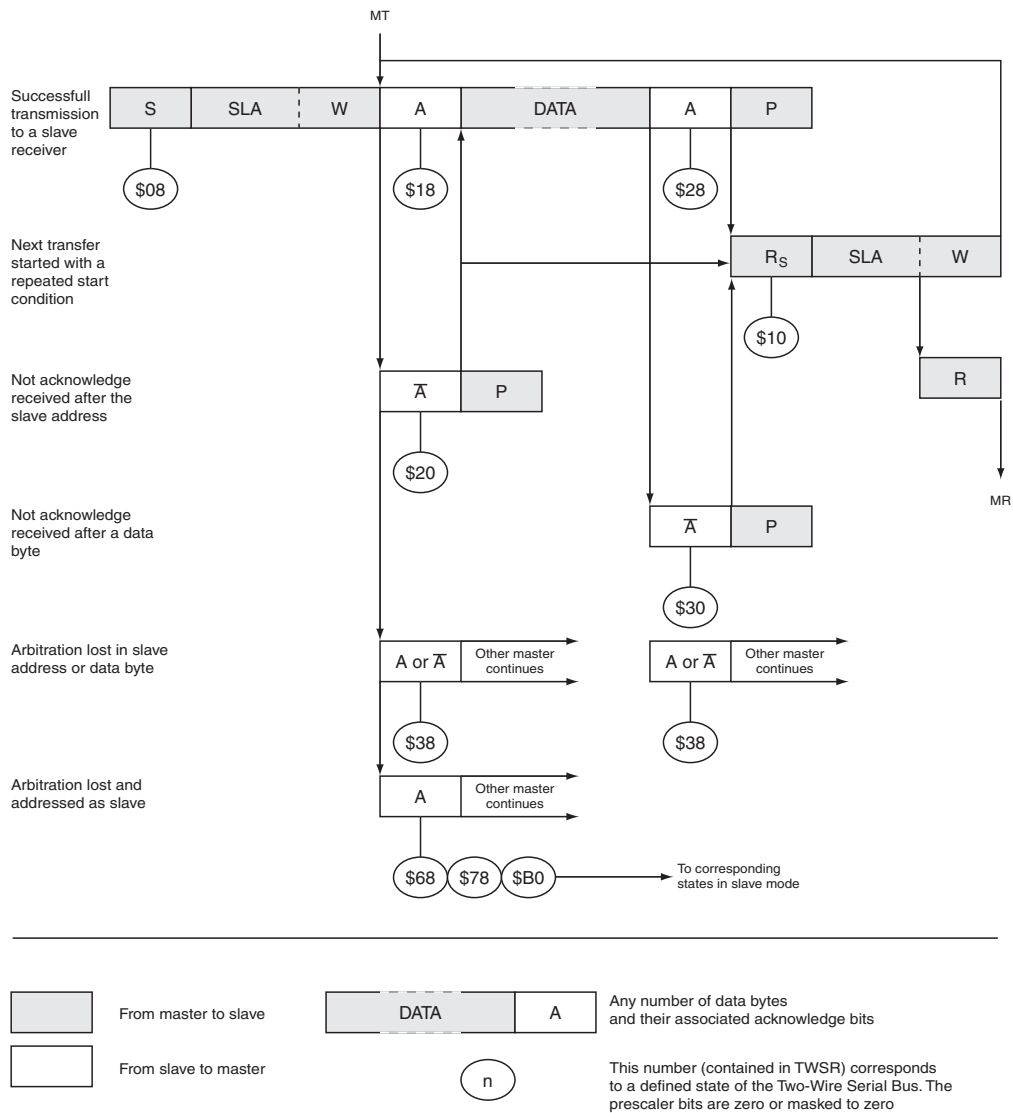 MT
Successfull
transmission
to a slave
receiver
S
SLA
W
A
DATA
A
P
$08
$18
$28
Next transfer
started with a
repeated start
condition
RS
SLA
W
$10
Not acknowledge
received after the
slave address
A̅
P
R
$20
MR
Not acknowledge
received after a data
byte
A̅
P
$30
Arbitration lost in slave
address or data byte
A or A̅
Other master
continues
A or A̅
Other master
continues
$38
$38
Arbitration lost and
addressed as slave
A
Other master
continues
$68
$78
$B0
To corresponding
states in slave mode
From master to slave
DATA
A
Any number of data bytes
and their associated acknowledge bits
From slave to master
n
This number (contained in TWSR) corresponds
to a defined state of the Two-Wire Serial Bus. The
prescaler bits are zero or masked to zero